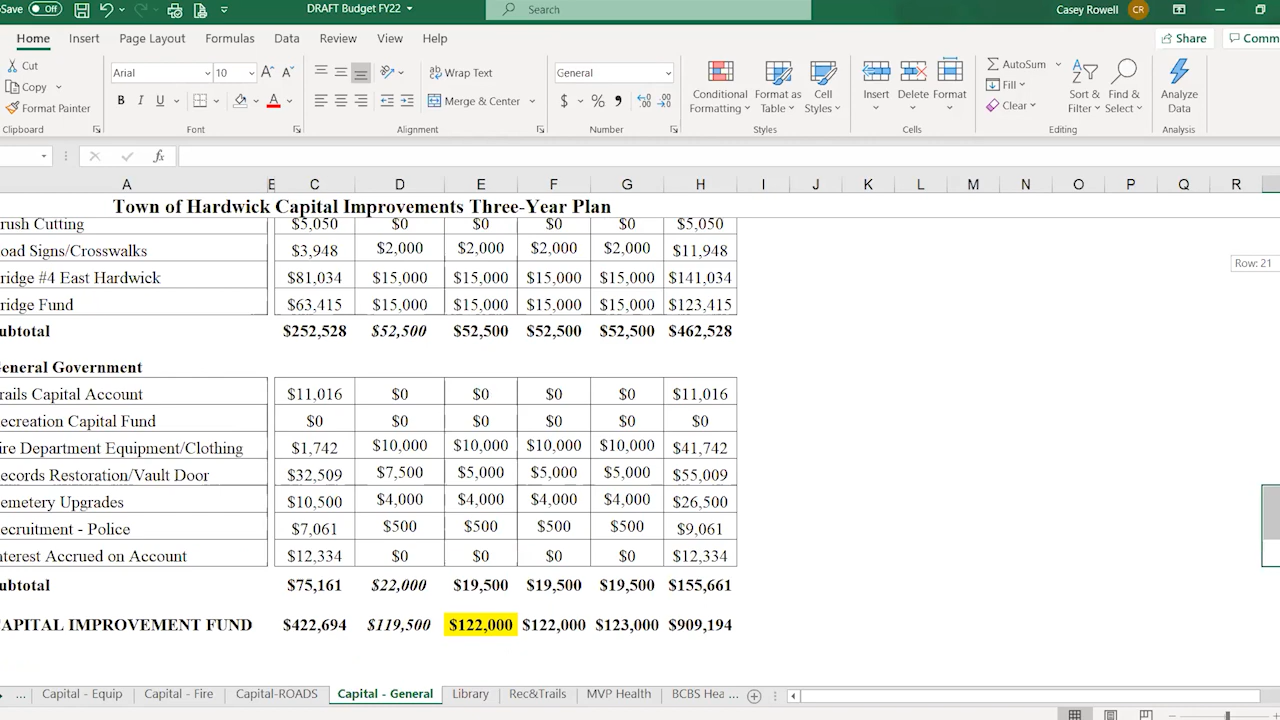 Save Off DRAFT Budget FY22 Search Casey Rowell CR
Home Insert Page Layout Formulas Data Review View Help Share Comm
Cut Arial 10 A A Wrap Text General Conditional Format as Cell Insert Delete Format AutoSum Sort & Find & Analyze
Copy Formatting Table Styles Fill Filter Select Data
Format Painter B I U A Merge & Center $ % Clear
Clipboard Font Alignment Number Styles Cells Editing Analysis
fx
A E C D E F G H I J K L M N O P Q R
Town of Hardwick Capital Improvements Three-Year Plan
rush Cutting $5,050 $0 $0 $0 $0 $5,050
oad Signs/Crosswalks $3,948 $2,000 $2,000 $2,000 $2,000 $11,948
Row: 21
ridge #4 East Hardwick $81,034 $15,000 $15,000 $15,000 $15,000 $141,034
ridge Fund $63,415 $15,000 $15,000 $15,000 $15,000 $123,415
ubtotal $252,528 $52,500 $52,500 $52,500 $52,500 $462,528
eneral Government
rails Capital Account $11,016 $0 $0 $0 $0 $11,016
ecreation Capital Fund $0 $0 $0 $0 $0 $0
ire Department Equipment/Clothing $1,742 $10,000 $10,000 $10,000 $10,000 $41,742
ecords Restoration/Vault Door $32,509 $7,500 $5,000 $5,000 $5,000 $55,009
emetery Upgrades $10,500 $4,000 $4,000 $4,000 $4,000 $26,500
ecruitment - Police $7,061 $500 $500 $500 $500 $9,061
nterest Accrued on Account $12,334 $0 $0 $0 $0 $12,334
ubtotal $75,161 $22,000 $19,500 $19,500 $19,500 $155,661
APITAL IMPROVEMENT FUND $422,694 $119,500 $122,000 $122,000 $123,000 $909,194
... Capital - Equip Capital - Fire Capital-ROADS Capital - General Library Rec&Trails MVP Health BCBS Hea ...